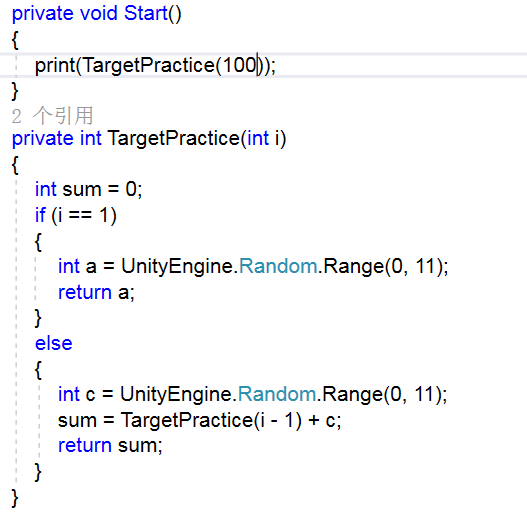 private void Start()
{
print(TargetPractice(100));
}
2 个引用
private int TargetPractice(int i)
{
int sum = 0;
if (i == 1)
{
int a = UnityEngine.Random.Range(0, 11);
return a;
}
else
{
int c = UnityEngine.Random.Range(0, 11);
sum = TargetPractice(i - 1) + c;
return sum;
}
}